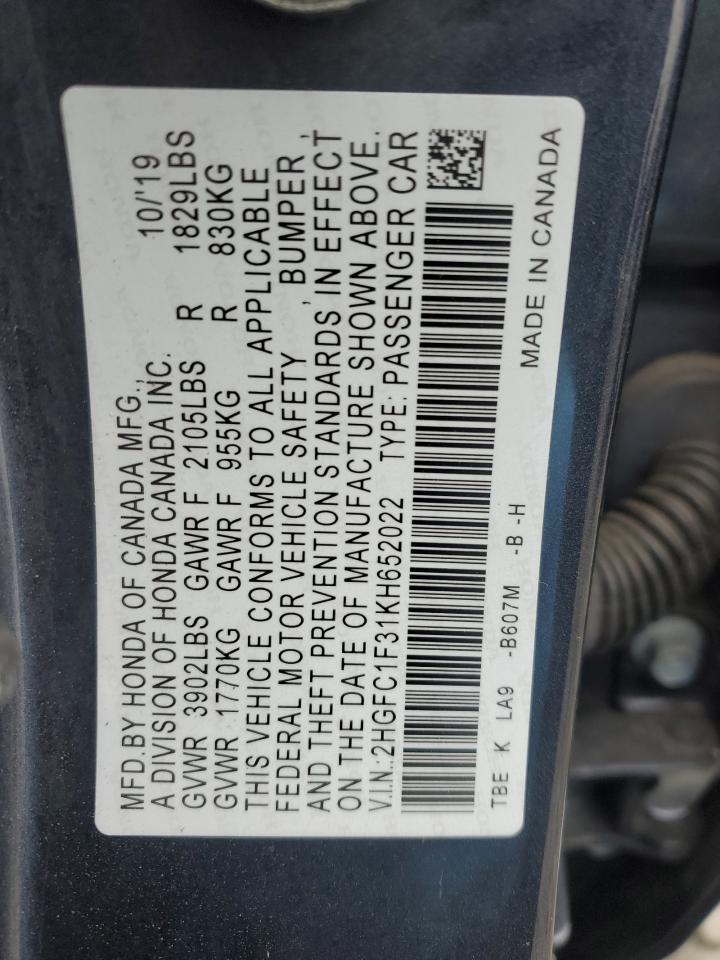 MFD.BY HONDA OF CANADA MFG., 10/'19
A DIVISION OF HONDA CANADA INC.
GVWR 3902LBS GAWR F 2105LBS R 1829LBS
GVWR 1770KG GAWR F 955KG R 830KG
THIS VEHICLE CONFORMS TO ALL APPLICABLE
FEDERAL MOTOR VEHICLE SAFETY , BUMPER ,
AND THEFT PREVENTION STANDARDS IN EFFECT
ON THE DATE OF MANUFACTURE SHOWN ABOVE.
V.I.N.:2HGFC1F31KH652022 TYPE: PASSENGER CAR
TBE K LA9 -B607M -B -H
MADE IN CANADA